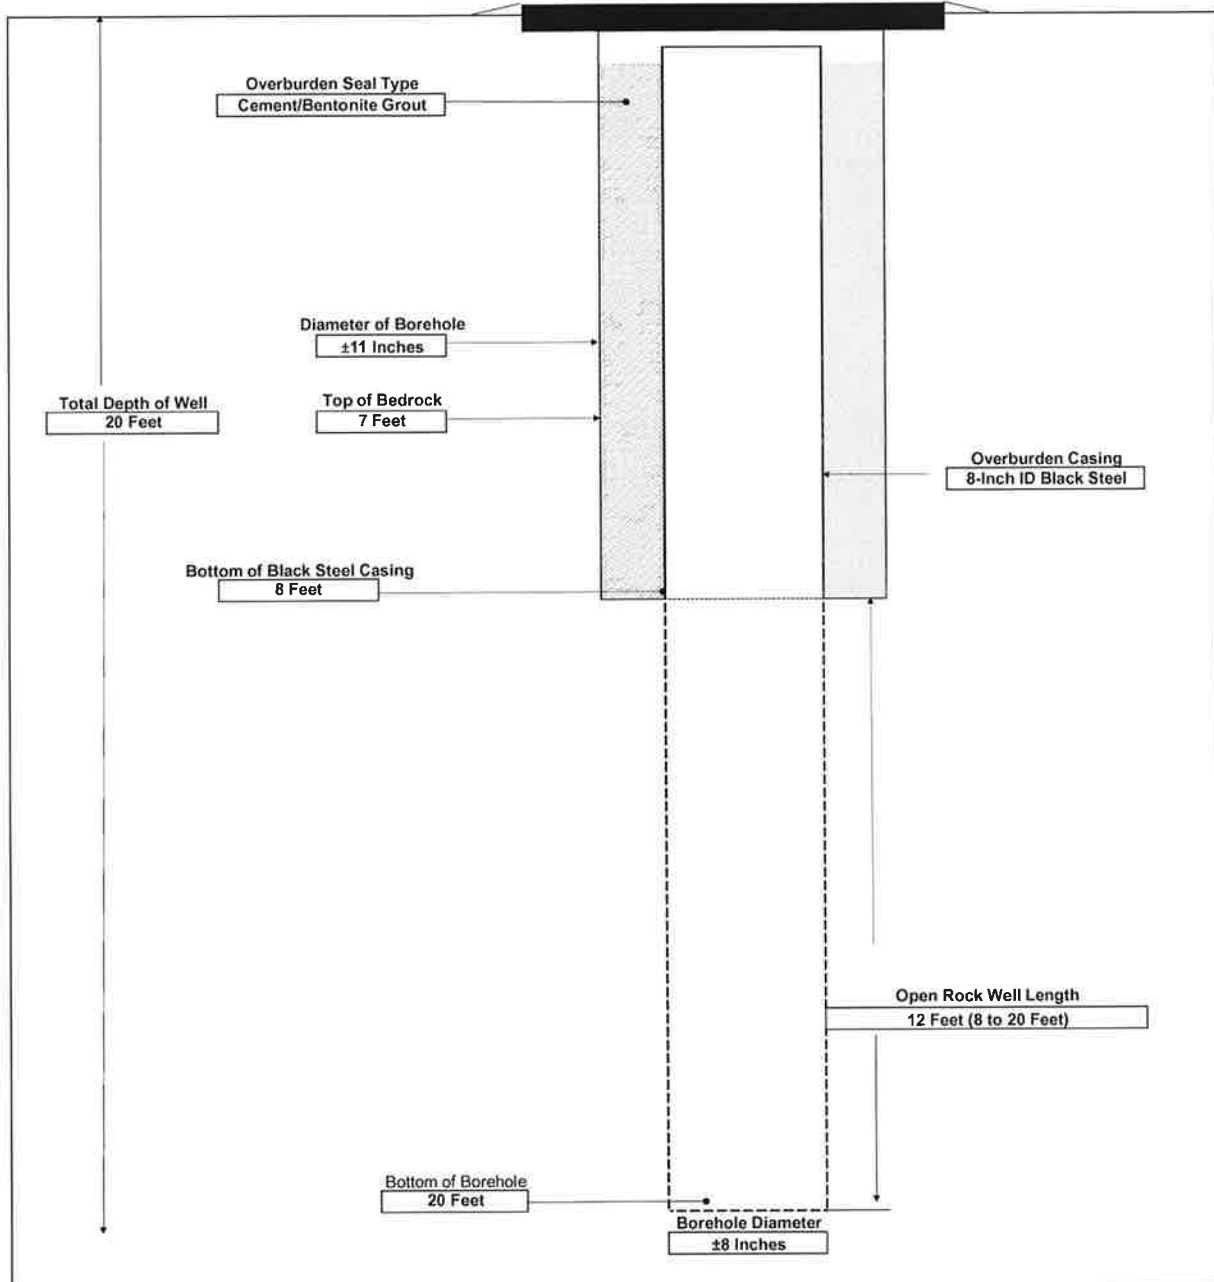 Overburden Seal Type
Cement/Bentonite Grout
Diameter of Borehole
±11 Inches
Total Depth of Well
20 Feet
Top of Bedrock
7 Feet
Overburden Casing
8-Inch ID Black Steel
Bottom of Black Steel Casing
8 Feet
Open Rock Well Length
12 Feet (8 to 20 Feet)
Bottom of Borehole
20 Feet
Borehole Diameter
±8 Inches